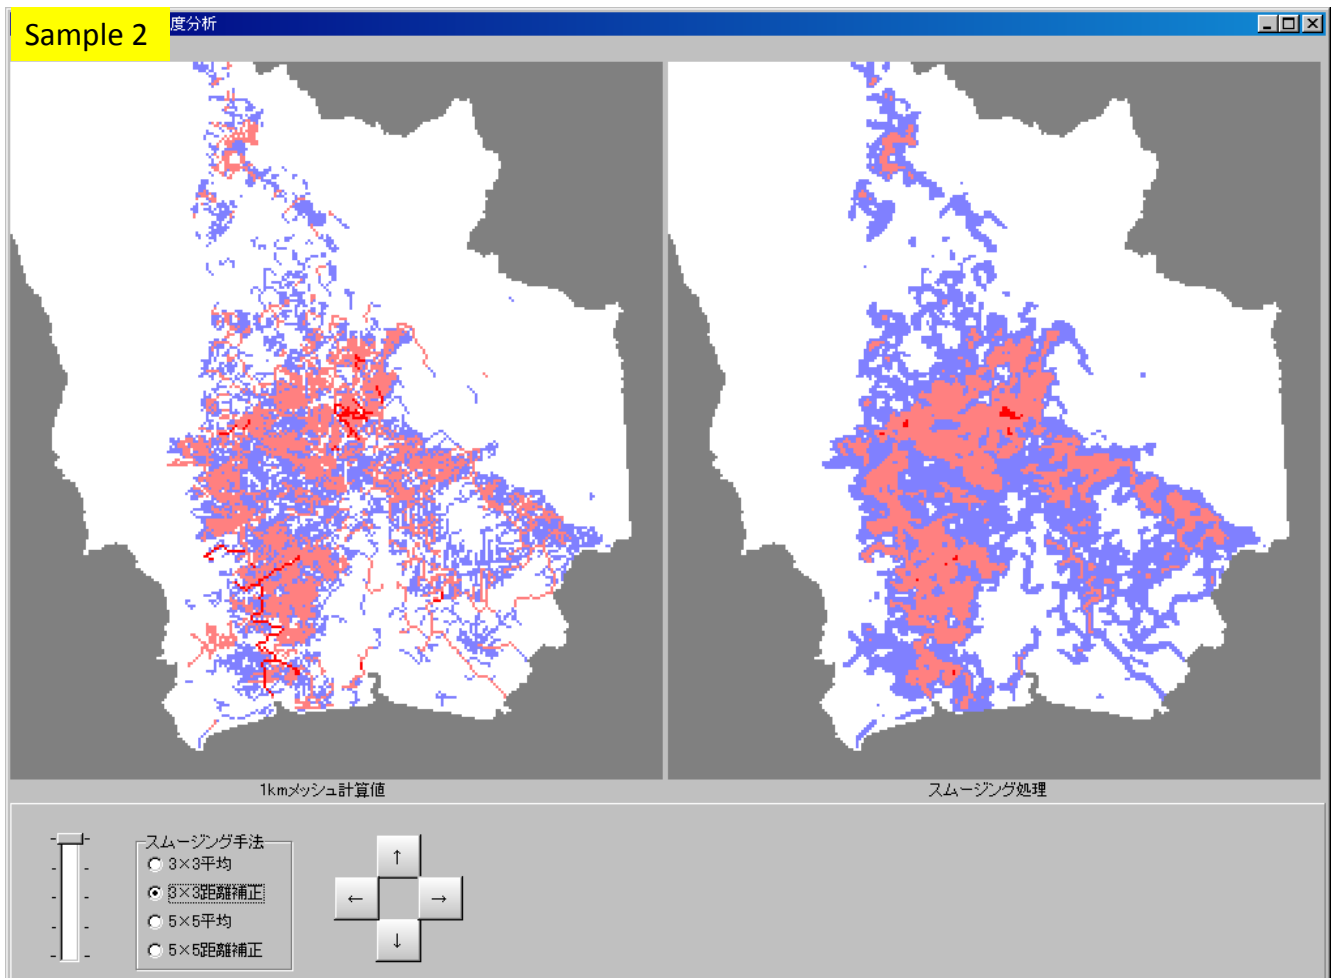 Sample 2
度分析
1kmメッシュ計算値
スムージング処理
スムージング手法
3×3平均
3×3距離補正
5×5平均
5×5距離補正
↑
← →
↓